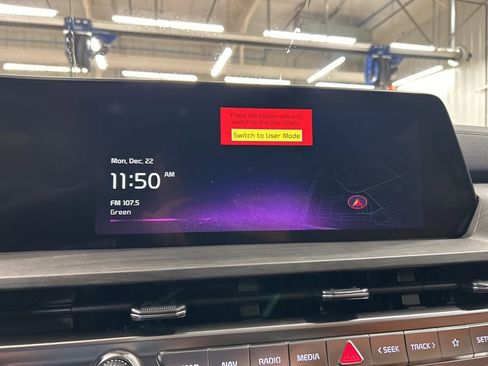 Press the button below to
switch to the User Mode.
Switch to User Mode
Mon, Dec. 22
11:50 AM
FM 107.5
Green
NAV
RADIO
MEDIA
< SEEK
TRACK >